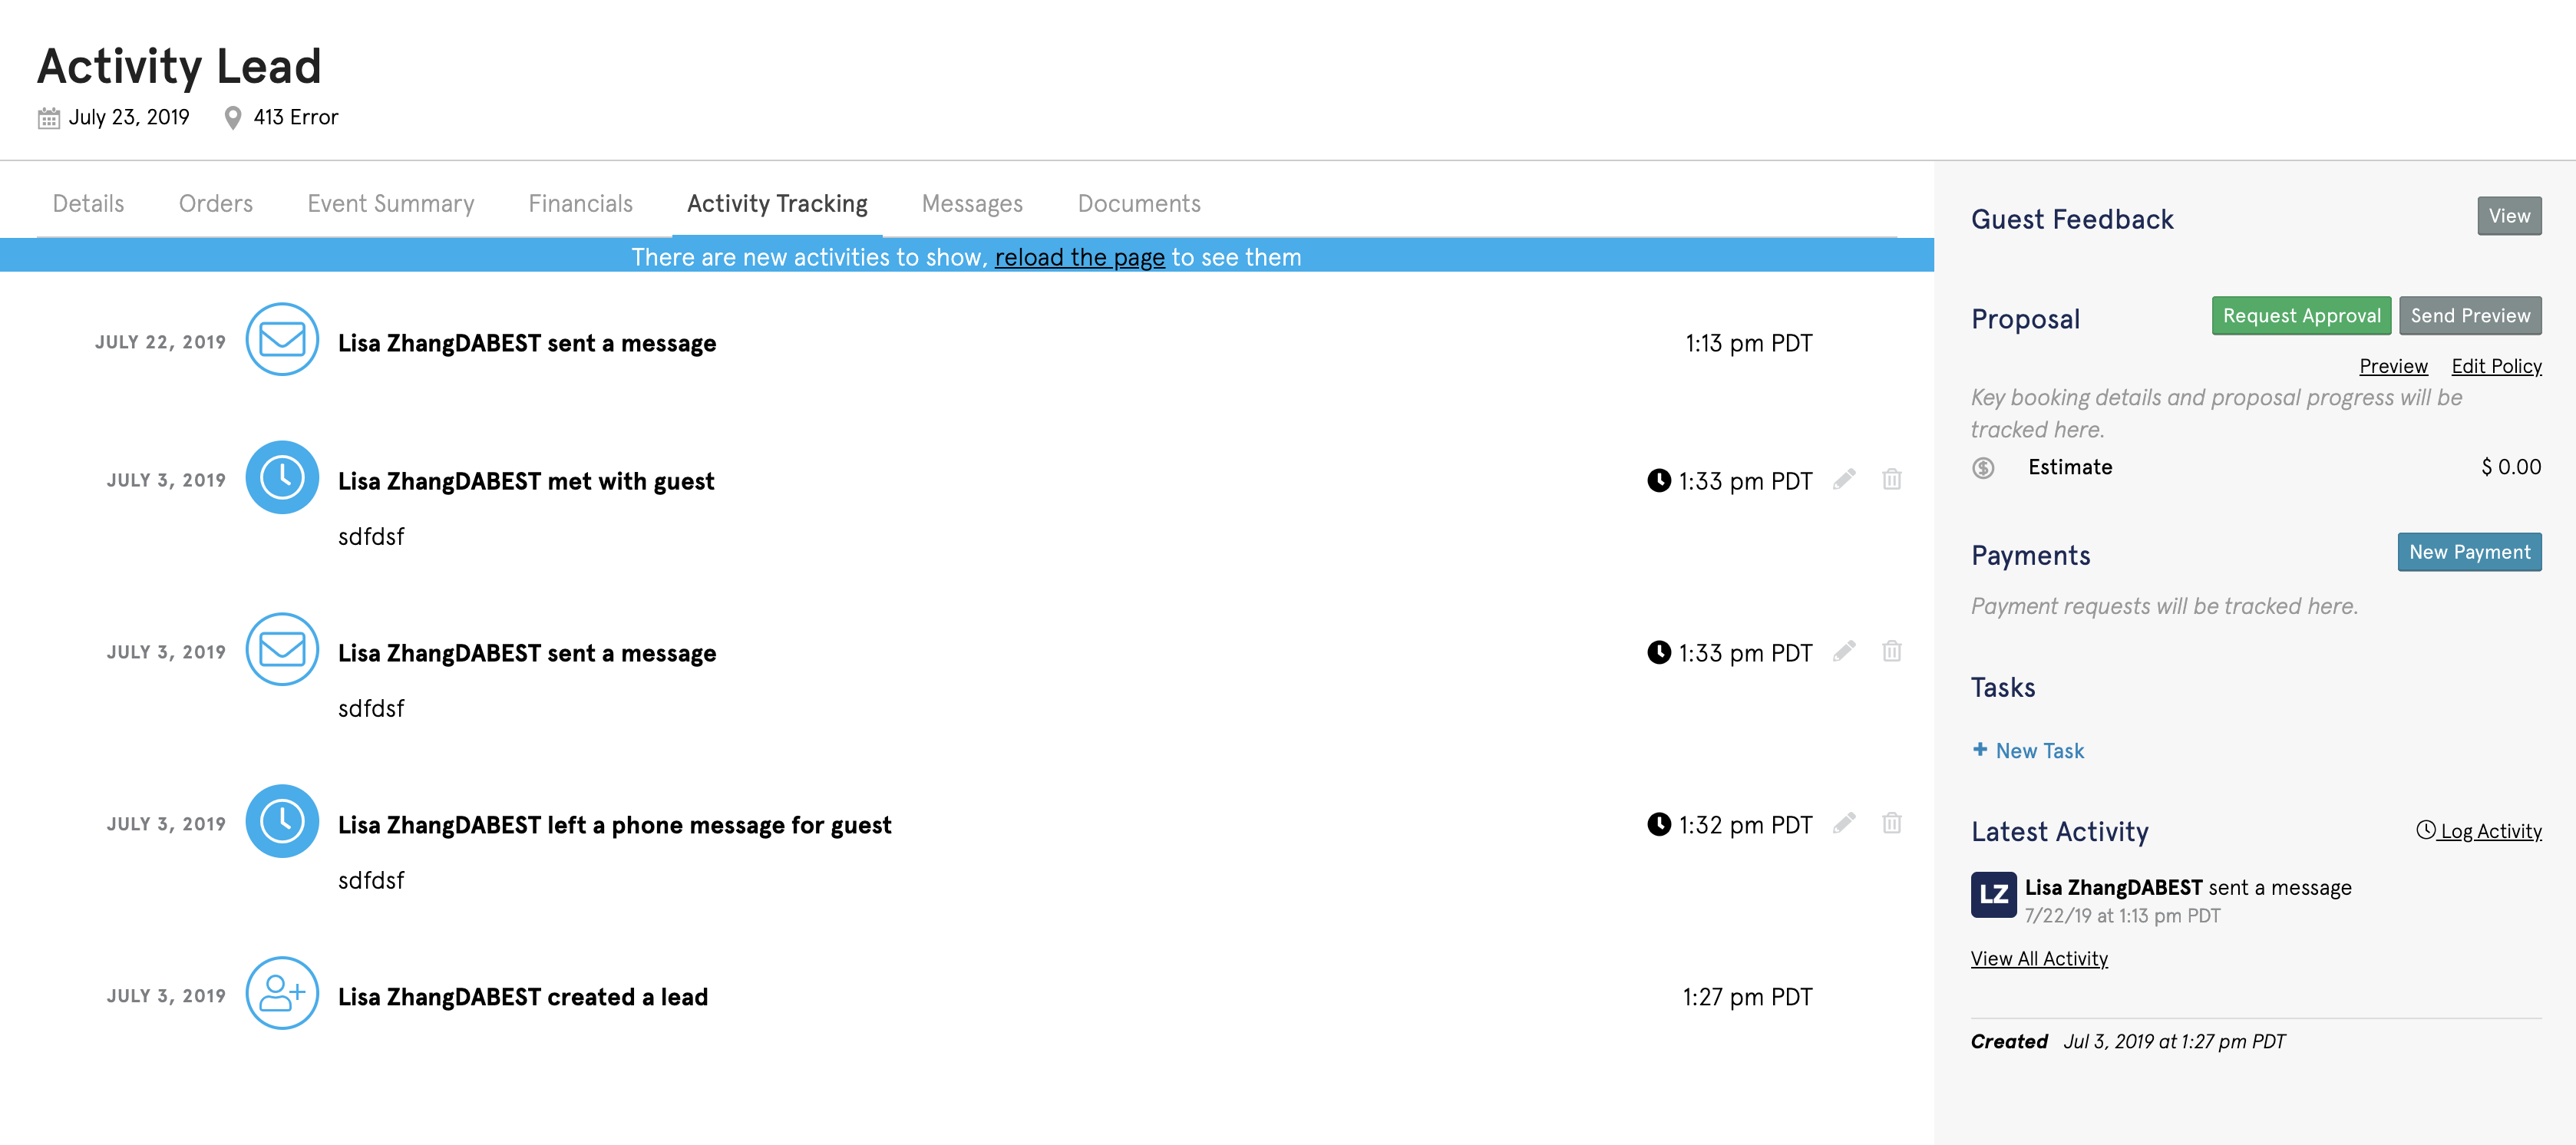 Activity Lead
July 23, 2019 413 Error
Details Orders Event Summary Financials Activity Tracking Messages Documents
There are new activities to show, reload the page to see them
JULY 22, 2019 Lisa ZhangDABEST sent a message 1:13 pm PDT
JULY 3, 2019 Lisa ZhangDABEST met with guest 1:33 pm PDT
sdfdsf
JULY 3, 2019 Lisa ZhangDABEST sent a message 1:33 pm PDT
sdfdsf
JULY 3, 2019 Lisa ZhangDABEST left a phone message for guest 1:32 pm PDT
sdfdsf
JULY 3, 2019 Lisa ZhangDABEST created a lead 1:27 pm PDT
Guest Feedback View
Proposal Request Approval Send Preview
Preview Edit Policy
Key booking details and proposal progress will be
tracked here.
Estimate $ 0.00
Payments New Payment
Payment requests will be tracked here.
Tasks
+ New Task
Latest Activity Log Activity
LZ Lisa ZhangDABEST sent a message
7/22/19 at 1:13 pm PDT
View All Activity
Created Jul 3, 2019 at 1:27 pm PDT